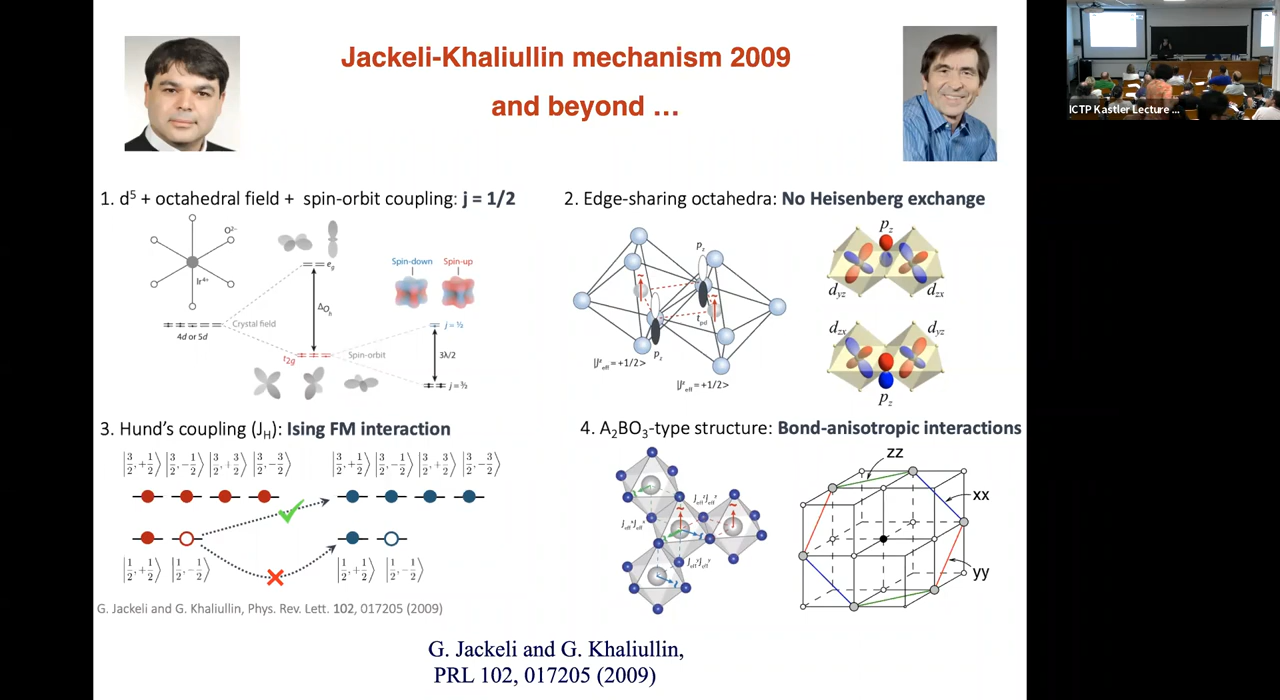 Jackeli-Khaliullin mechanism 2009
and beyond ...
ICTP Kastler Lecture ...
1. d⁵ + octahedral field + spin-orbit coupling: j = 1/2
O²⁻
Ir⁴⁺
4d or 5d
Crystal field
e_g
Δ_Oh
t₂g
Spin-orbit
Spin-down
Spin-up
j = ½
3λ/2
j = ³⁄₂
2. Edge-sharing octahedra: No Heisenberg exchange
p_z
t_pd
p_z
|J^z_eff = +1/2>
|J^z_eff = +1/2>
p_z
d_yz
d_zx
d_zx
d_yz
p_z
3. Hund's coupling (J_H): Ising FM interaction
|3/2, +1/2⟩ |3/2, -1/2⟩ |3/2, +3/2⟩ |3/2, -3/2⟩
|3/2, +1/2⟩ |3/2, -1/2⟩ |3/2, +3/2⟩ |3/2, -3/2⟩
|1/2, +1/2⟩ |1/2, -1/2⟩
|1/2, +1/2⟩ |1/2, -1/2⟩
G. Jackeli and G. Khaliullin, Phys. Rev. Lett. 102, 017205 (2009)
4. A₂BO₃-type structure: Bond-anisotropic interactions
zz
xx
yy
G. Jackeli and G. Khaliullin,
PRL 102, 017205 (2009)